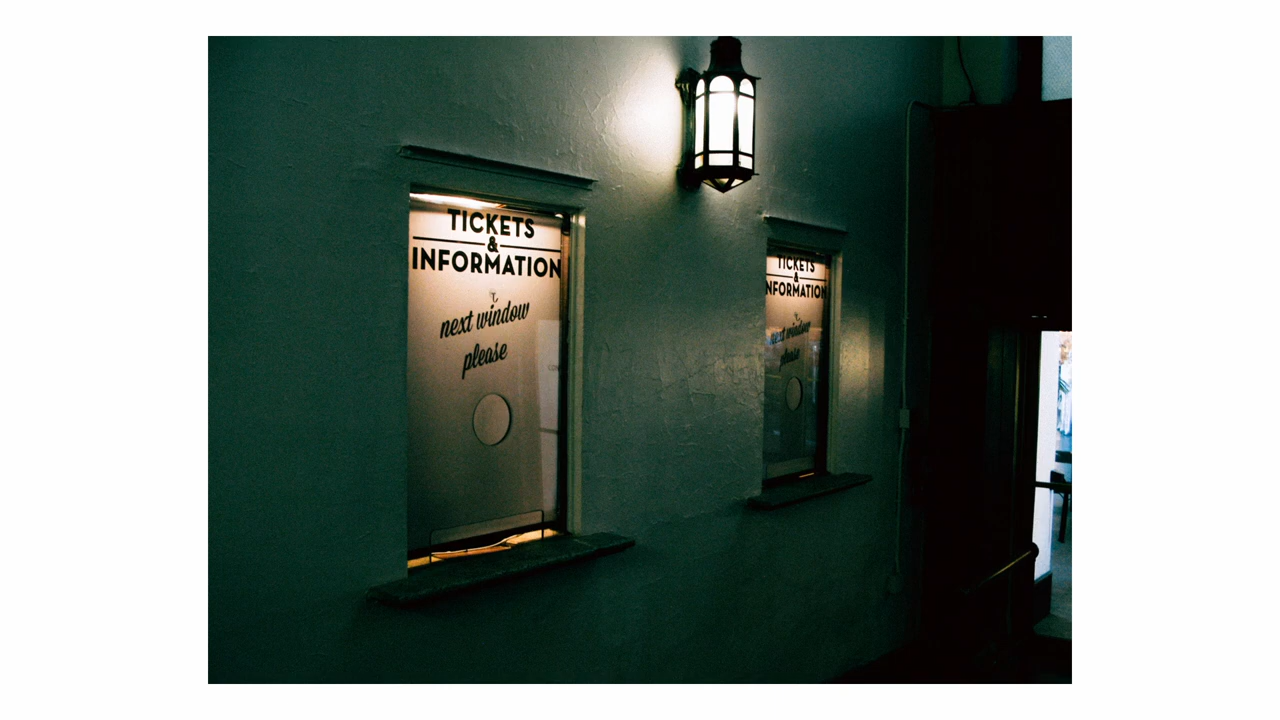 TICKETS
&
INFORMATION
next window
please
TICKETS
&
INFORMATION
next window
please